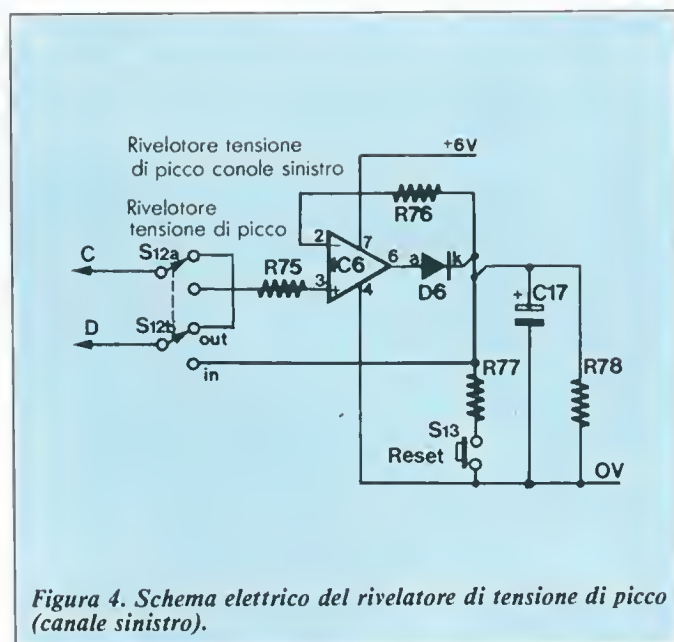 Rivelotore tensione
di picco conole sinistro
+6V
Rivelotore
tensione di picco
R76
C
S12a
2
7
R75
IC6
6
a
k
D6
3
4
+
C17
D
S12b
out
in
R77
R78
S13
Reset
0V
Figura 4. Schema elettrico del rivelatore di tensione di picco
(canale sinistro).